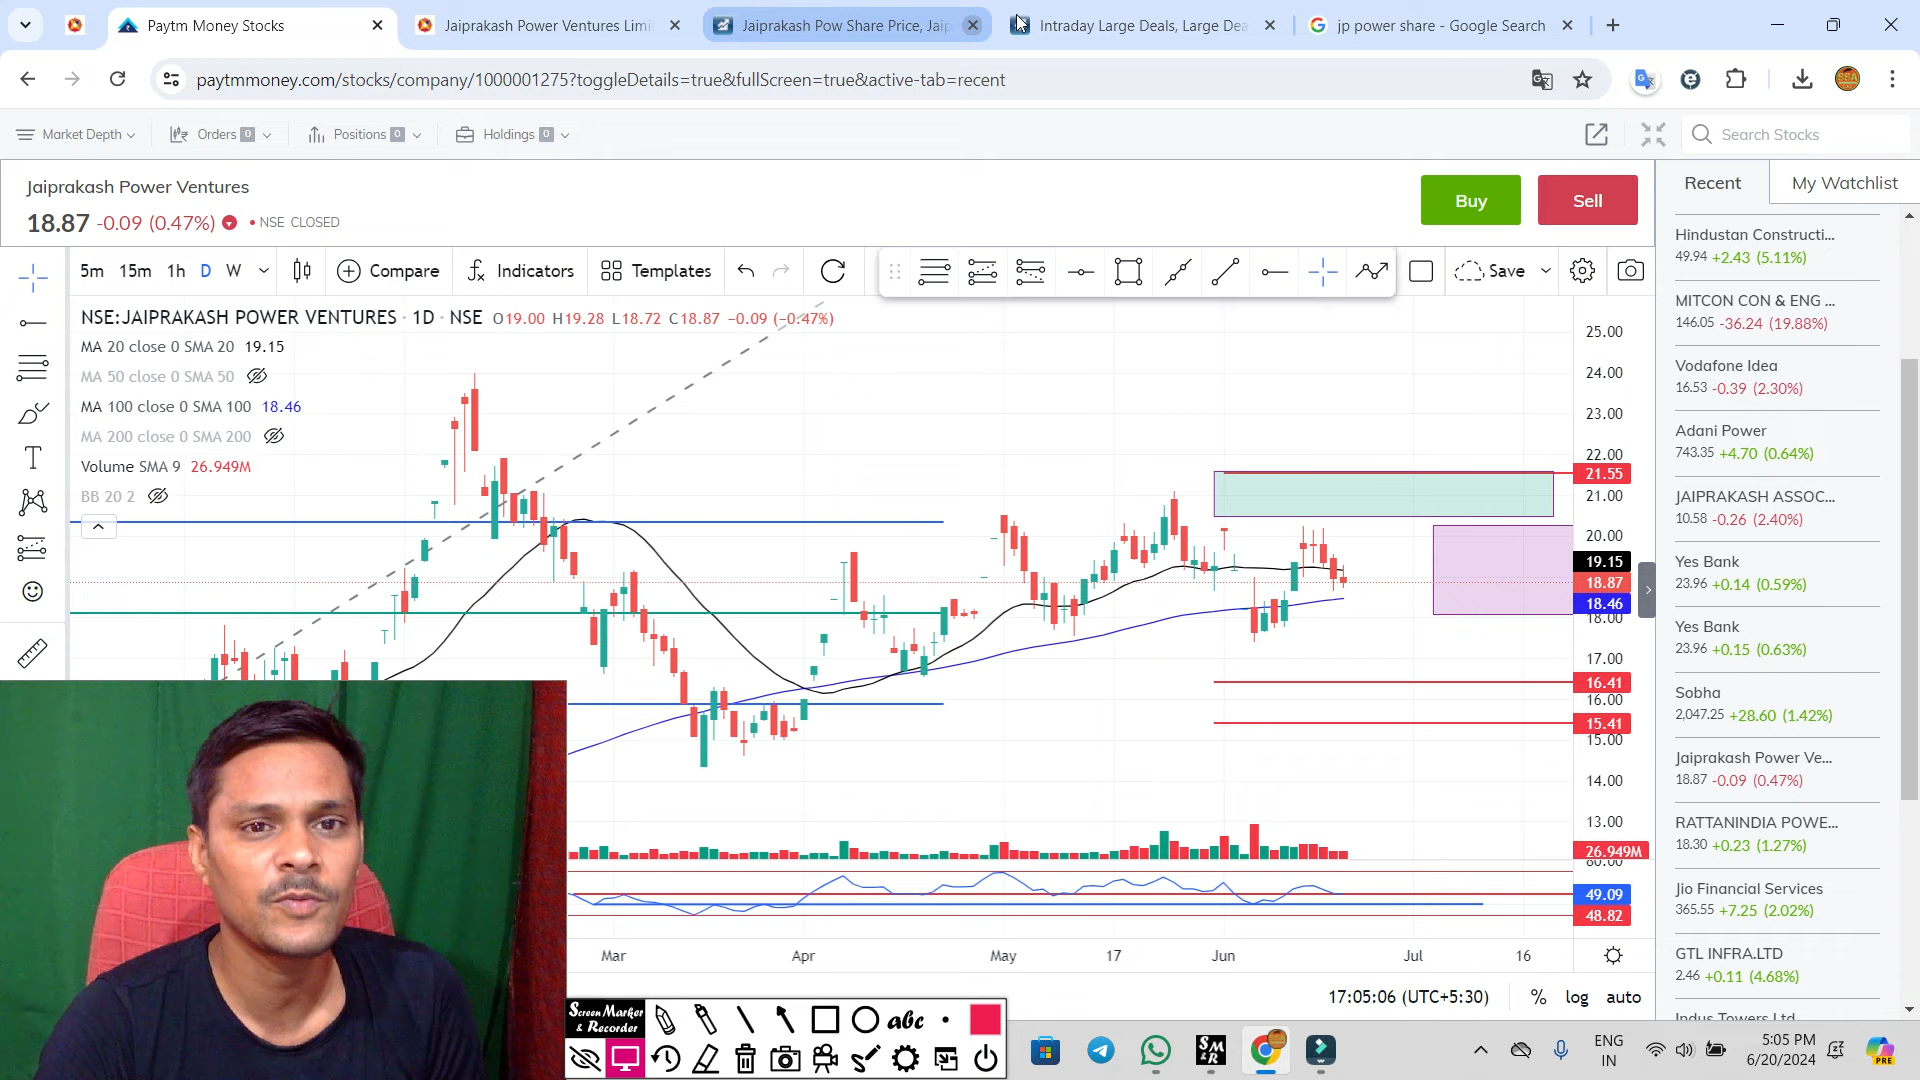 Paytm Money Stocks
Jaiprakash Power Ventures Limi
Jaiprakash Pow Share Price, Jaip
Intraday Large Deals, Large Dea
jp power share - Google Search
paytmmoney.com/stocks/company/1000001275?toggleDetails=true&fullScreen=true&active-tab=recent
Market Depth
Orders 0
Positions 0
Holdings 0
Search Stocks
Jaiprakash Power Ventures
18.87 -0.09 (0.47%) • NSE CLOSED
Buy
Sell
Recent
My Watchlist
5m 15m 1h D W
Compare
Indicators
Templates
Save
NSE:JAIPRAKASH POWER VENTURES · 1D · NSE O19.00 H19.28 L18.72 C18.87 -0.09 (-0.47%)
MA 20 close 0 SMA 20 19.15
MA 50 close 0 SMA 50
MA 100 close 0 SMA 100 18.46
MA 200 close 0 SMA 200
Volume SMA 9 26.949M
BB 20 2
25.00
24.00
23.00
22.00
21.55
21.00
20.00
19.15
18.87
18.46
18.00
17.00
16.41
16.00
15.41
15.00
14.00
13.00
26.949M
80.00
49.09
48.82
Mar Apr May 17 Jun Jul 16
17:05:06 (UTC+5:30) % log auto
Hindustan Constructi...
49.94 +2.43 (5.11%)
MITCON CON & ENG ...
146.05 -36.24 (19.88%)
Vodafone Idea
16.53 -0.39 (2.30%)
Adani Power
743.35 +4.70 (0.64%)
JAIPRAKASH ASSOC...
10.58 -0.26 (2.40%)
Yes Bank
23.96 +0.14 (0.59%)
Yes Bank
23.96 +0.15 (0.63%)
Sobha
2,047.25 +28.60 (1.42%)
Jaiprakash Power Ve...
18.87 -0.09 (0.47%)
RATTANINDIA POWE...
18.30 +0.23 (1.27%)
Jio Financial Services
365.55 +7.25 (2.02%)
GTL INFRA.LTD
2.46 +0.11 (4.68%)
Indus Towers Ltd
Screen Marker
& Recorder
abc
SM
&R
ENG
IN
5:05 PM
6/20/2024
PRE